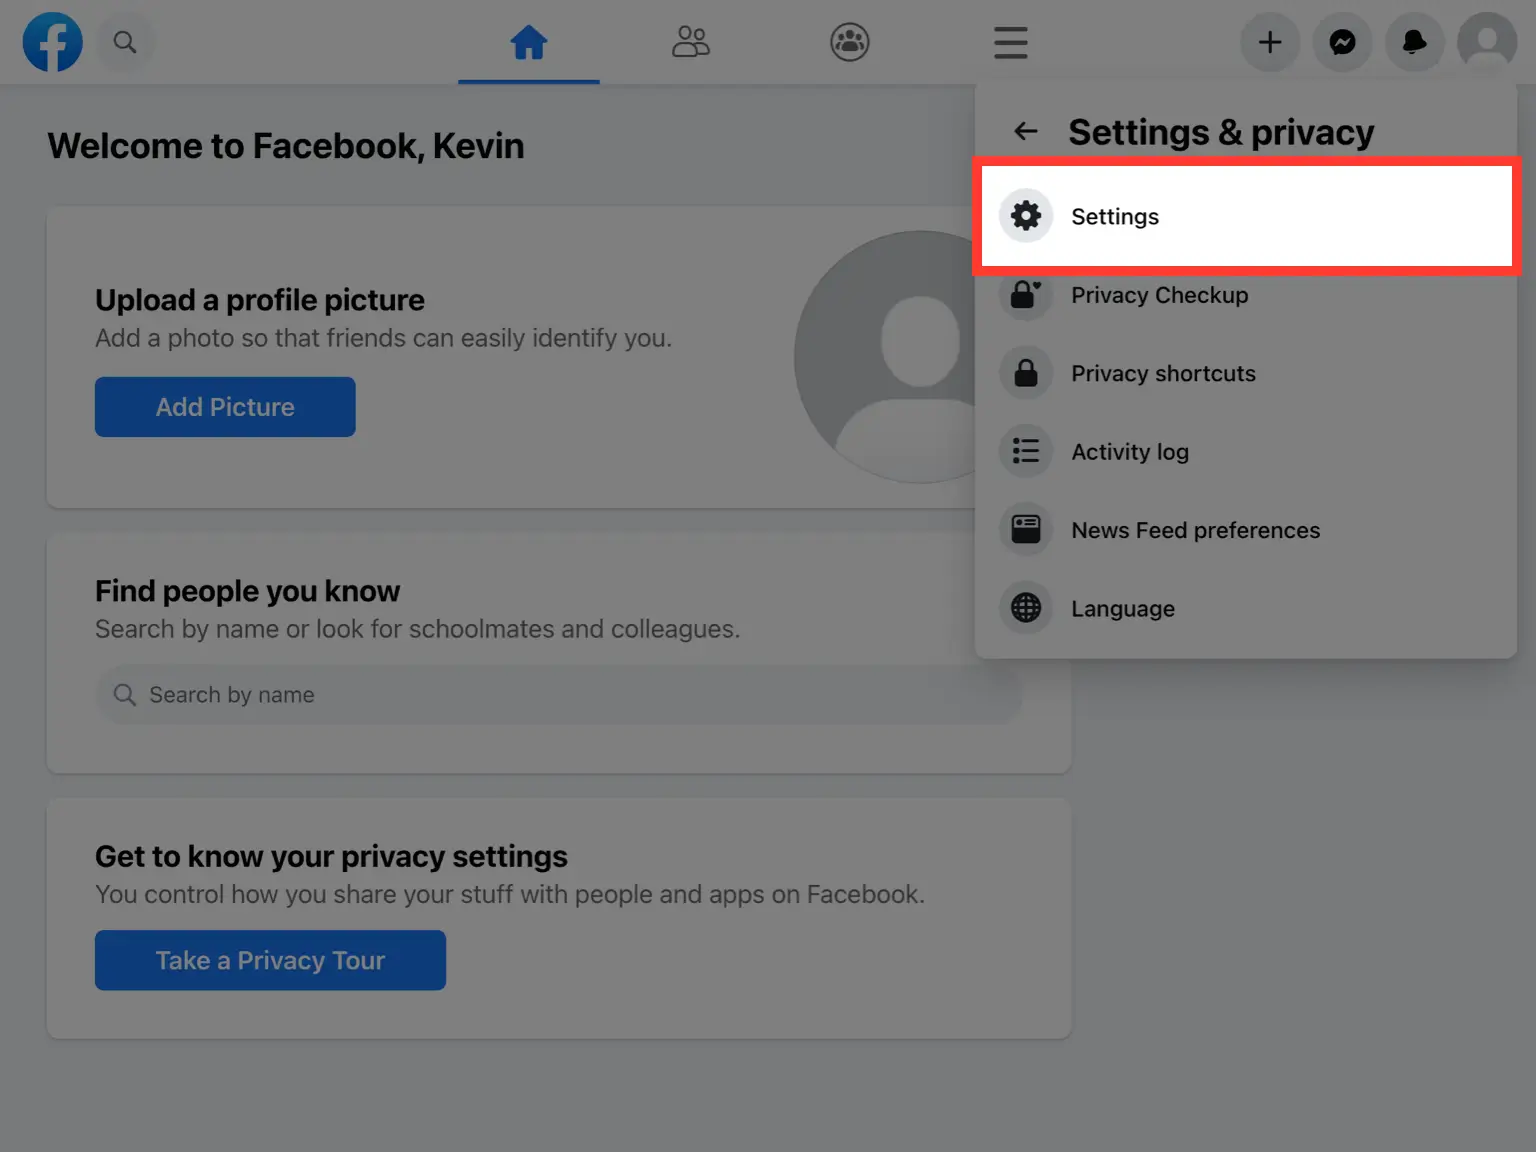 Welcome to Facebook, Kevin
Upload a profile picture
Add a photo so that friends can easily identify you.
Add Picture
Find people you know
Search by name or look for schoolmates and colleagues.
Search by name
Get to know your privacy settings
You control how you share your stuff with people and apps on Facebook.
Take a Privacy Tour
Settings & privacy
Settings
Privacy Checkup
Privacy shortcuts
Activity log
News Feed preferences
Language